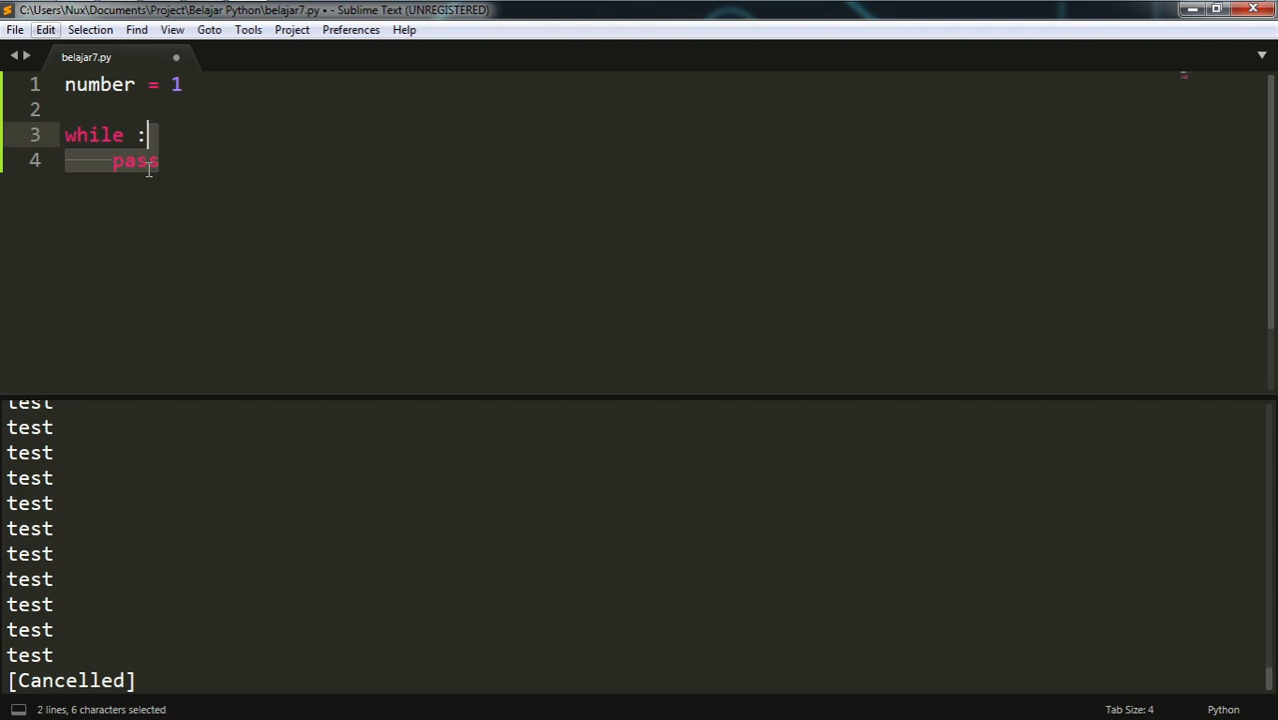 C:\Users\Nux\Documents\Project\Belajar Python\belajar7.py • - Sublime Text (UNREGISTERED)
File Edit Selection Find View Goto Tools Project Preferences Help
belajar7.py
1 number = 1
2
3 while :
4 pass
test
test
test
test
test
test
test
test
test
test
test
[Cancelled]
2 lines, 6 characters selected Tab Size: 4 Python